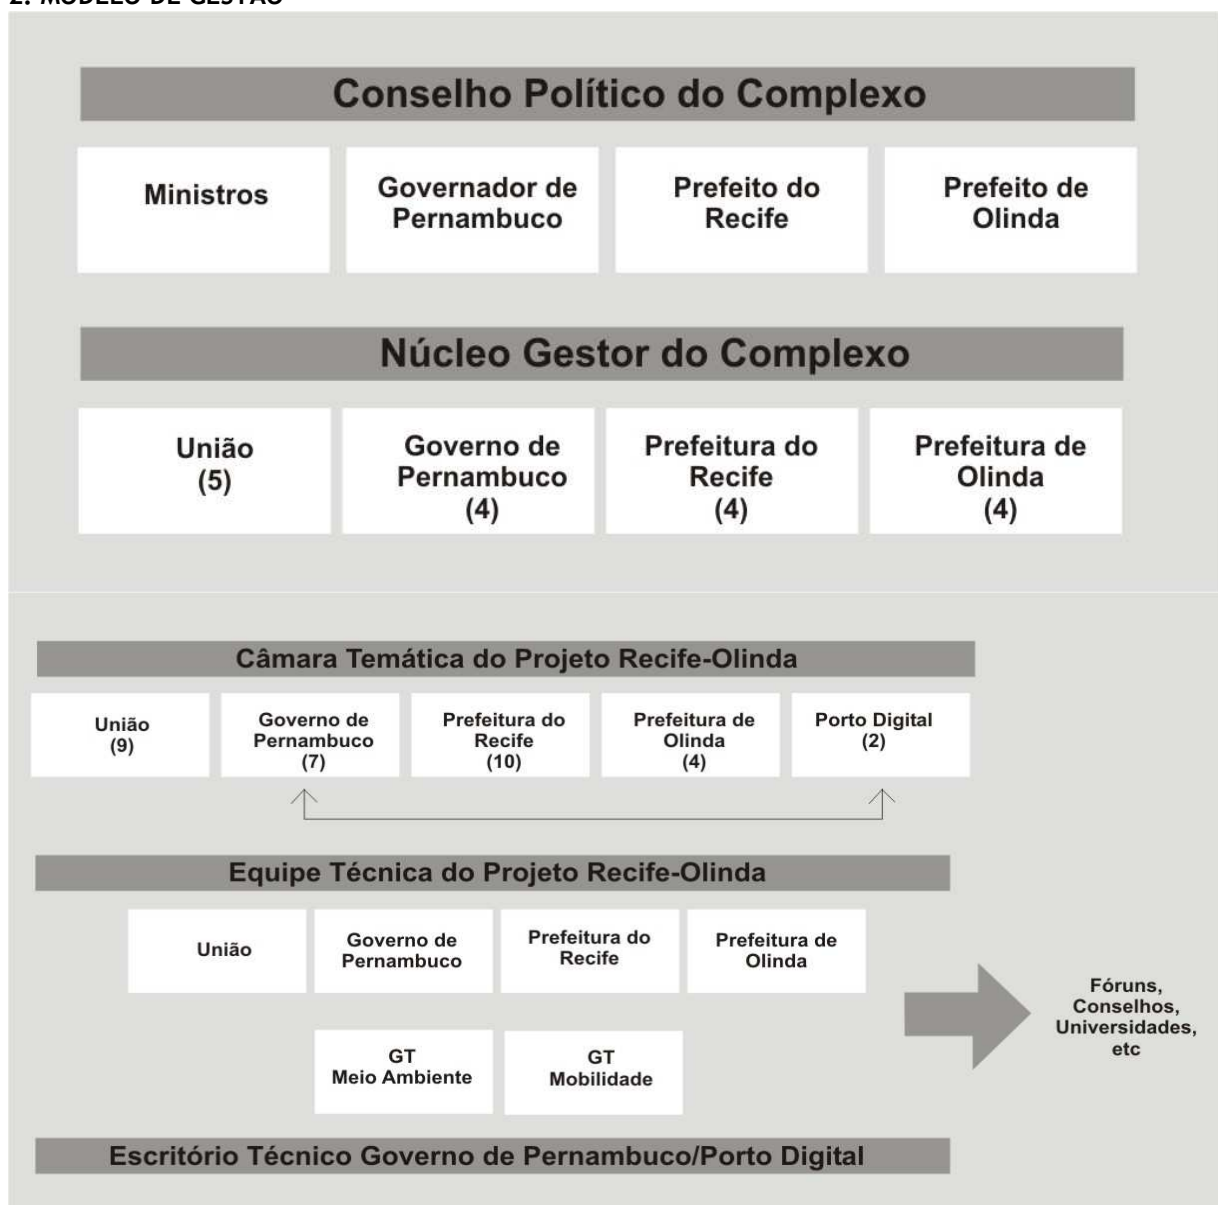 2. MODELO DE GESTÃO
Conselho Político do Complexo
Ministros
Governador de
Pernambuco
Prefeito do
Recife
Prefeito de
Olinda
Núcleo Gestor do Complexo
União
(5)
Governo de
Pernambuco
(4)
Prefeitura do
Recife
(4)
Prefeitura de
Olinda
(4)
Câmara Temática do Projeto Recife-Olinda
União
(9)
Governo de
Pernambuco
(7)
Prefeitura do
Recife
(10)
Prefeitura de
Olinda
(4)
Porto Digital
(2)
Equipe Técnica do Projeto Recife-Olinda
União
Governo de
Pernambuco
Prefeitura do
Recife
Prefeitura de
Olinda
GT
Meio Ambiente
GT
Mobilidade
Fóruns,
Conselhos,
Universidades,
etc
Escritório Técnico Governo de Pernambuco/Porto Digital